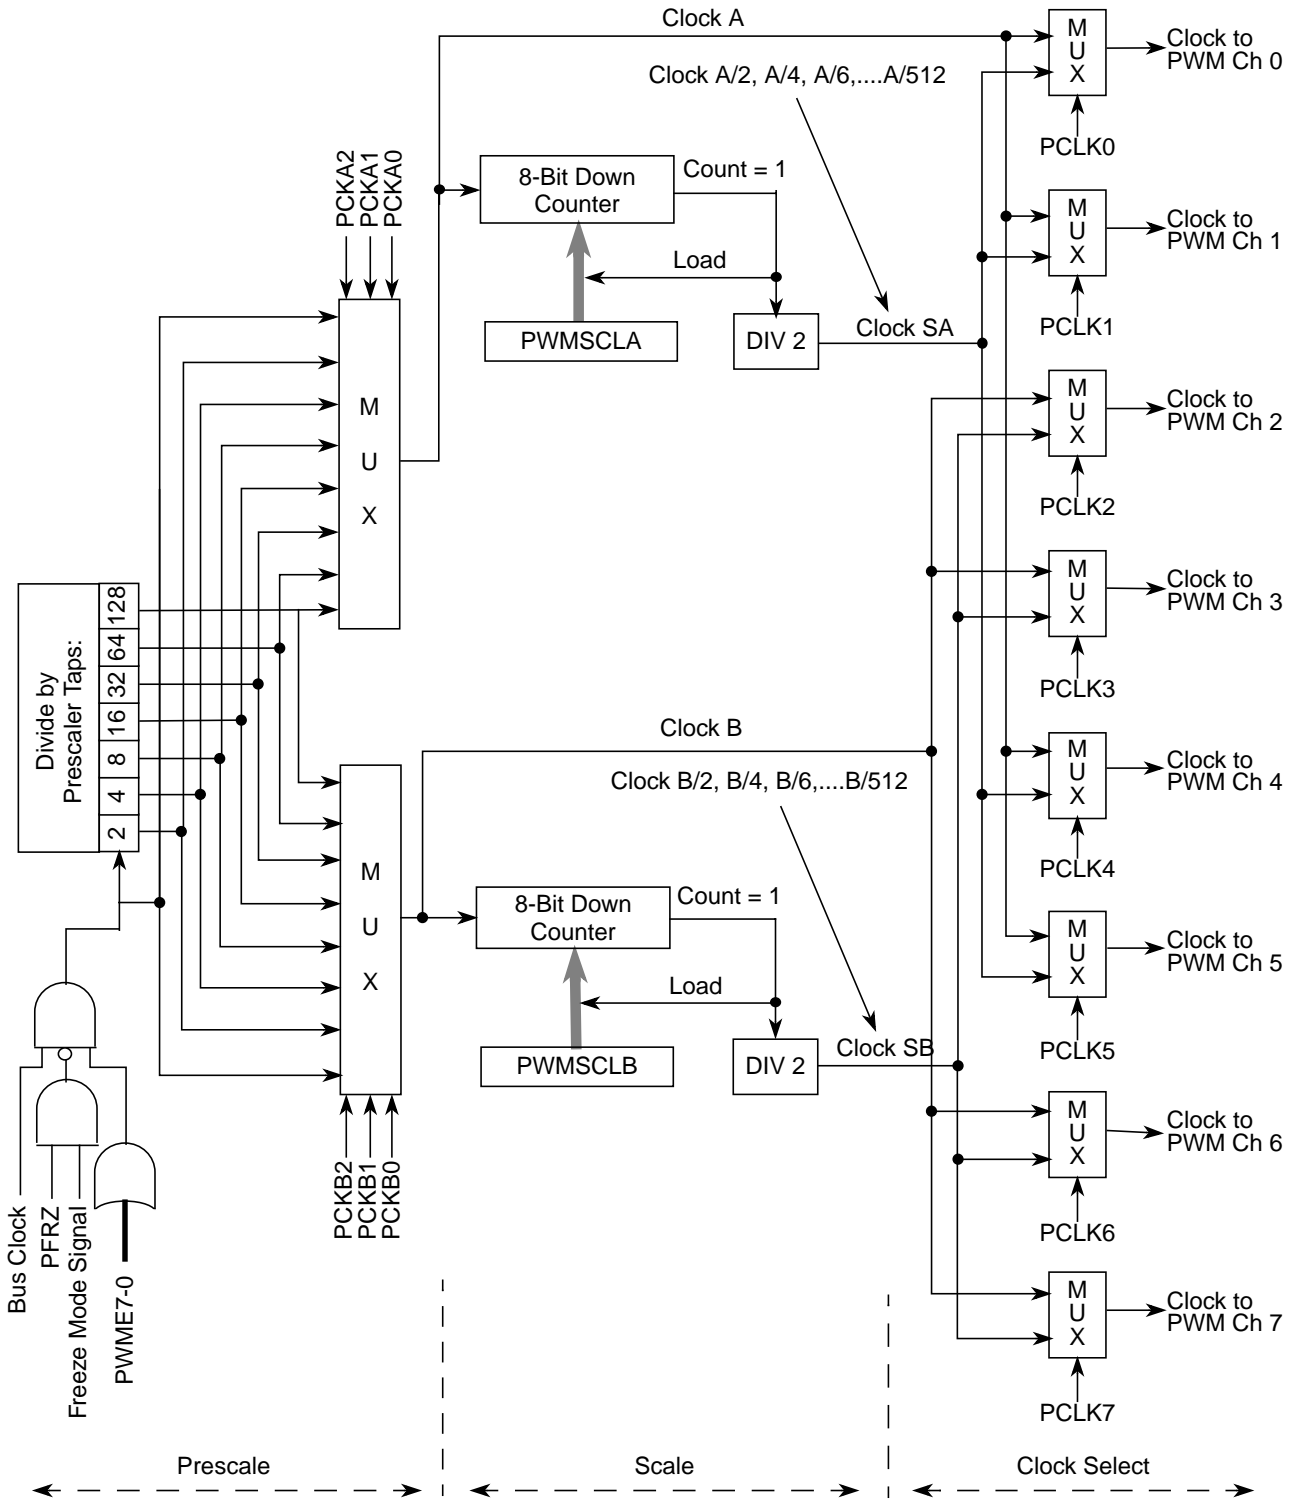 Clock A
Clock A/2, A/4, A/6,....A/512
PCKA2
PCKA1
PCKA0
8-Bit Down
Counter
Count = 1
Load
PWMSCLA
DIV 2
Clock SA
M
U
X
M
U
X
Clock to
PWM Ch 0
PCLK0
M
U
X
Clock to
PWM Ch 1
PCLK1
M
U
X
Clock to
PWM Ch 2
PCLK2
M
U
X
Clock to
PWM Ch 3
PCLK3
Divide by
Prescaler Taps:
128
64
32
16
8
4
2
Clock B
Clock B/2, B/4, B/6,....B/512
M
U
X
8-Bit Down
Counter
Count = 1
Load
PWMSCLB
DIV 2
Clock SB
PCKB2
PCKB1
PCKB0
M
U
X
Clock to
PWM Ch 4
PCLK4
M
U
X
Clock to
PWM Ch 5
PCLK5
M
U
X
Clock to
PWM Ch 6
PCLK6
M
U
X
Clock to
PWM Ch 7
PCLK7
Bus Clock
PFRZ
Freeze Mode Signal
PWME7-0
Prescale
Scale
Clock Select